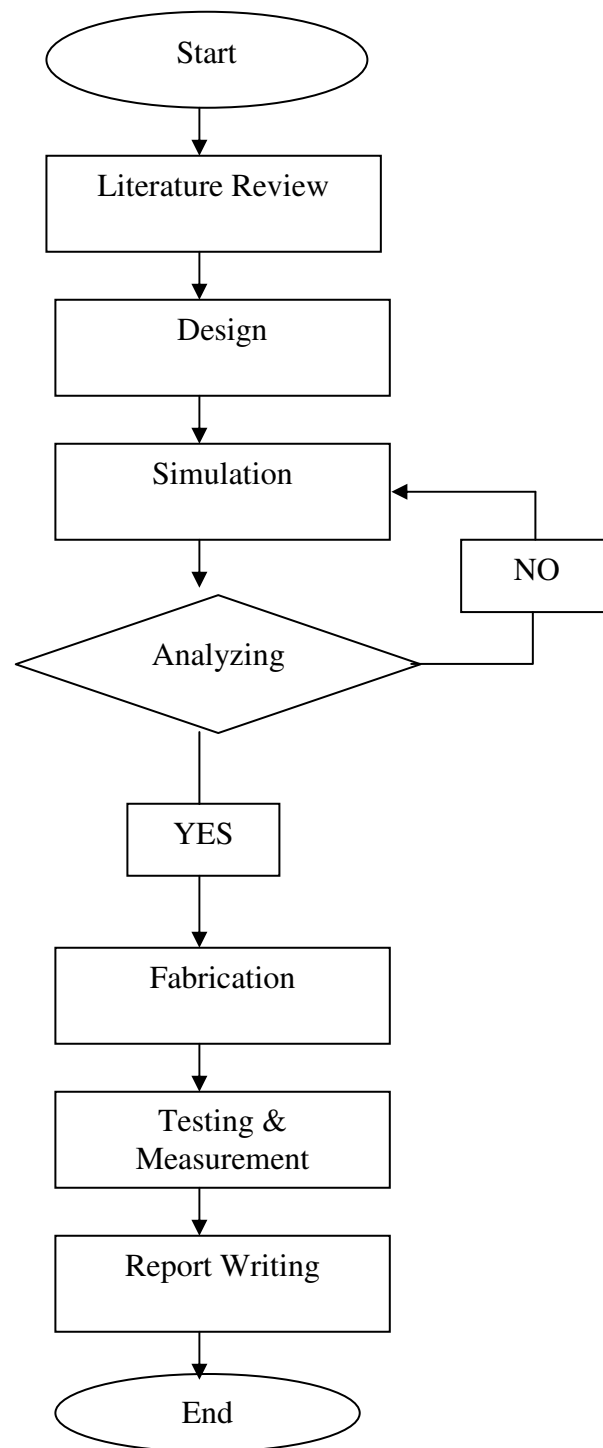 Start
Literature Review
Design
Simulation
NO
Analyzing
YES
Fabrication
Testing &
Measurement
Report Writing
End